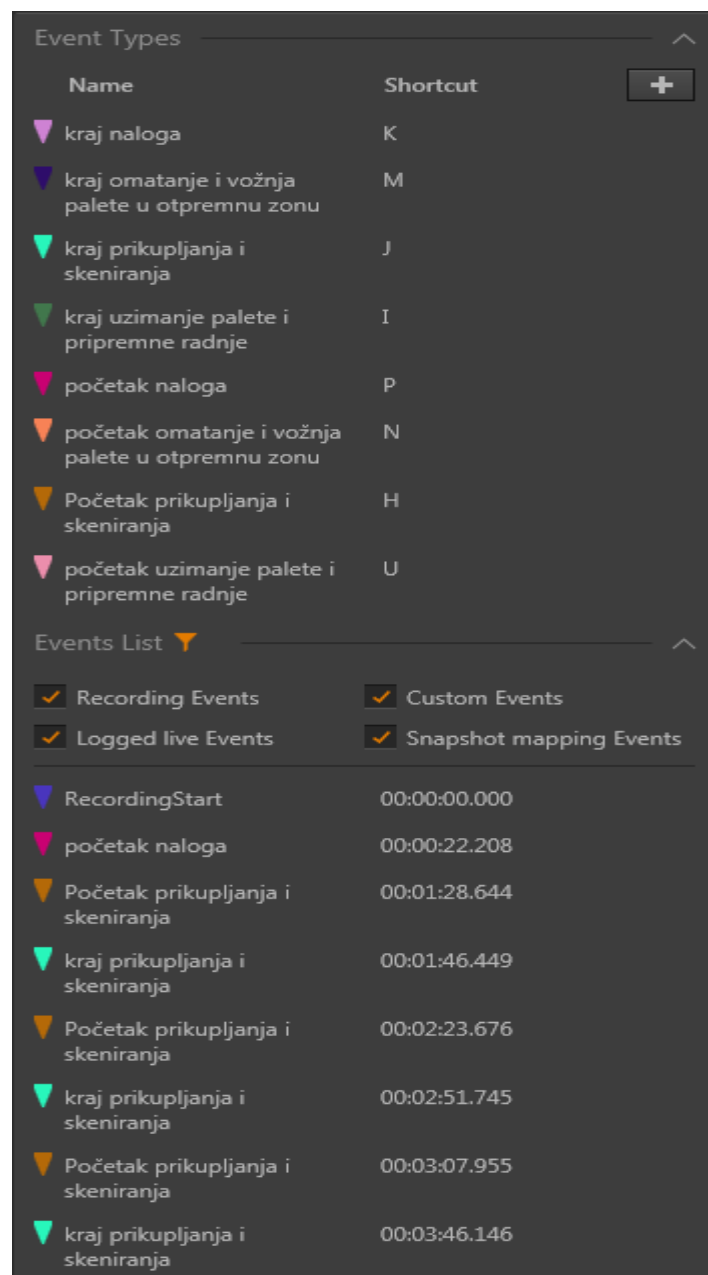 Event Types
Name Shortcut
kraj naloga K
kraj omatanje i vožnja M
palete u otpremnu zonu
kraj prikupljanja i J
skeniranja
kraj uzimanje palete i I
pripremne radnje
početak naloga P
početak omatanje i vožnja N
palete u otpremnu zonu
Početak prikupljanja i H
skeniranja
početak uzimanje palete i U
pripremne radnje
Events List
Recording Events Custom Events
Logged live Events Snapshot mapping Events
RecordingStart 00:00:00.000
početak naloga 00:00:22.208
Početak prikupljanja i 00:01:28.644
skeniranja
kraj prikupljanja i 00:01:46.449
skeniranja
Početak prikupljanja i 00:02:23.676
skeniranja
kraj prikupljanja i 00:02:51.745
skeniranja
Početak prikupljanja i 00:03:07.955
skeniranja
kraj prikupljanja i 00:03:46.146
skeniranja